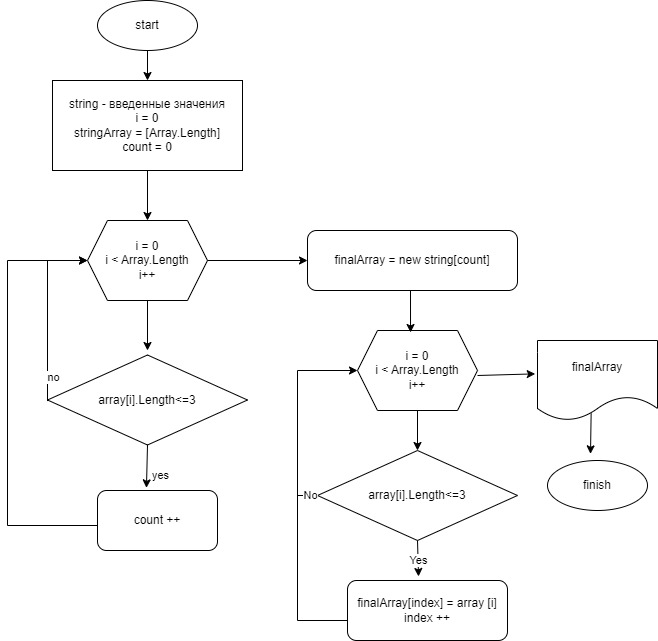 start
string - введенные значения
i = 0
stringArray = [Array.Length]
count = 0
i = 0
i < Array.Length
i++
finalArray = new string[count]
no
array[i].Length<=3
yes
count ++
i = 0
i < Array.Length
i++
finalArray
No
array[i].Length<=3
finish
Yes
finalArray[index] = array [i]
index ++